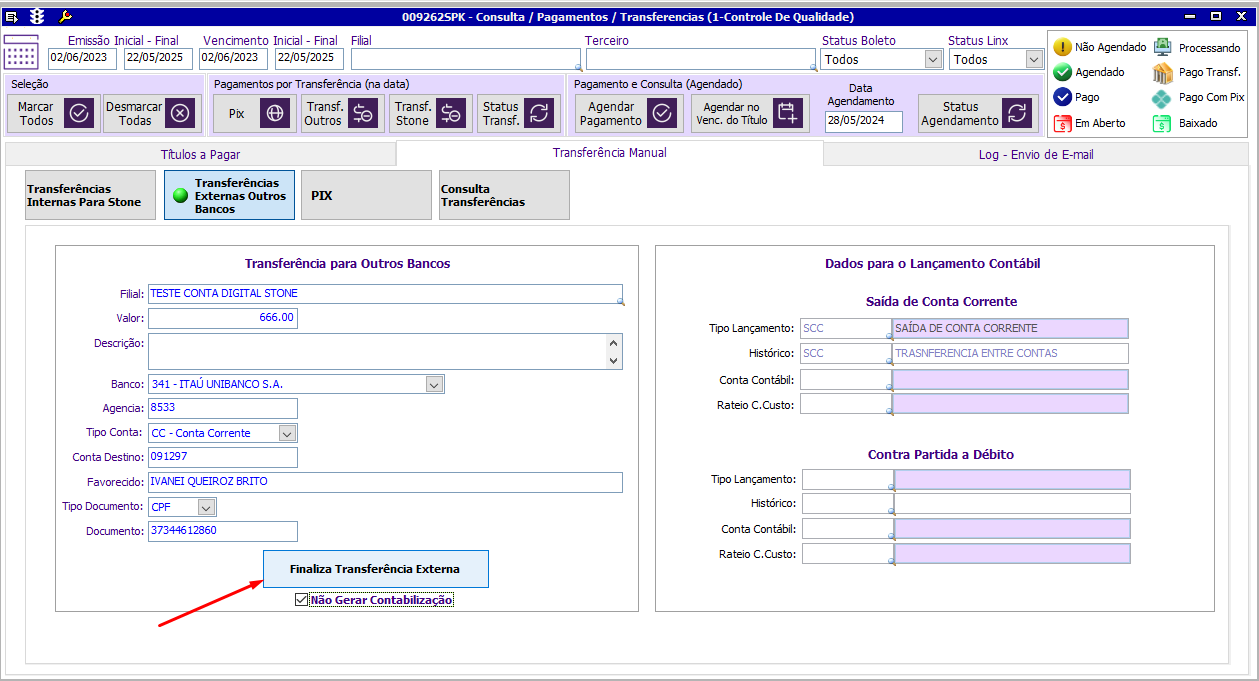 009262SPK - Consulta / Pagamentos / Transferencias (1-Controle De Qualidade)
Emissão Inicial - Final
Vencimento Inicial - Final
Filial
Terceiro
Status Boleto
Status Linx
02/06/2023
22/05/2025
02/06/2023
22/05/2025
Todos
Todos
Não Agendado
Processando
Agendado
Pago Transf.
Pago
Pago Com Pix
Em Aberto
Baixado
Seleção
Marcar
Todos
Desmarcar
Todas
Pagamentos por Transferência (na data)
Pix
Transf.
Outros
Transf.
Stone
Status
Transf.
Pagamento e Consulta (Agendado)
Agendar
Pagamento
Agendar no
Venc. do Título
Data
Agendamento
28/05/2024
Status
Agendamento
Títulos a Pagar
Transferência Manual
Log - Envio de E-mail
Transferências
Internas Para Stone
Transferências
Externas Outros
Bancos
PIX
Consulta
Transferências
Transferência para Outros Bancos
Filial: TESTE CONTA DIGITAL STONE
Valor: 666.00
Descrição:
Banco: 341 - ITAÚ UNIBANCO S.A.
Agencia: 8533
Tipo Conta: CC - Conta Corrente
Conta Destino: 091297
Favorecido: IVANEI QUEIROZ BRITO
Tipo Documento: CPF
Documento: 37344612860
Finaliza Transferência Externa
Não Gerar Contabilização
Dados para o Lançamento Contábil
Saída de Conta Corrente
Tipo Lançamento: SCC SAÍDA DE CONTA CORRENTE
Histórico: SCC TRASNFERENCIA ENTRE CONTAS
Conta Contábil:
Rateio C.Custo:
Contra Partida a Débito
Tipo Lançamento:
Histórico:
Conta Contábil:
Rateio C.Custo: